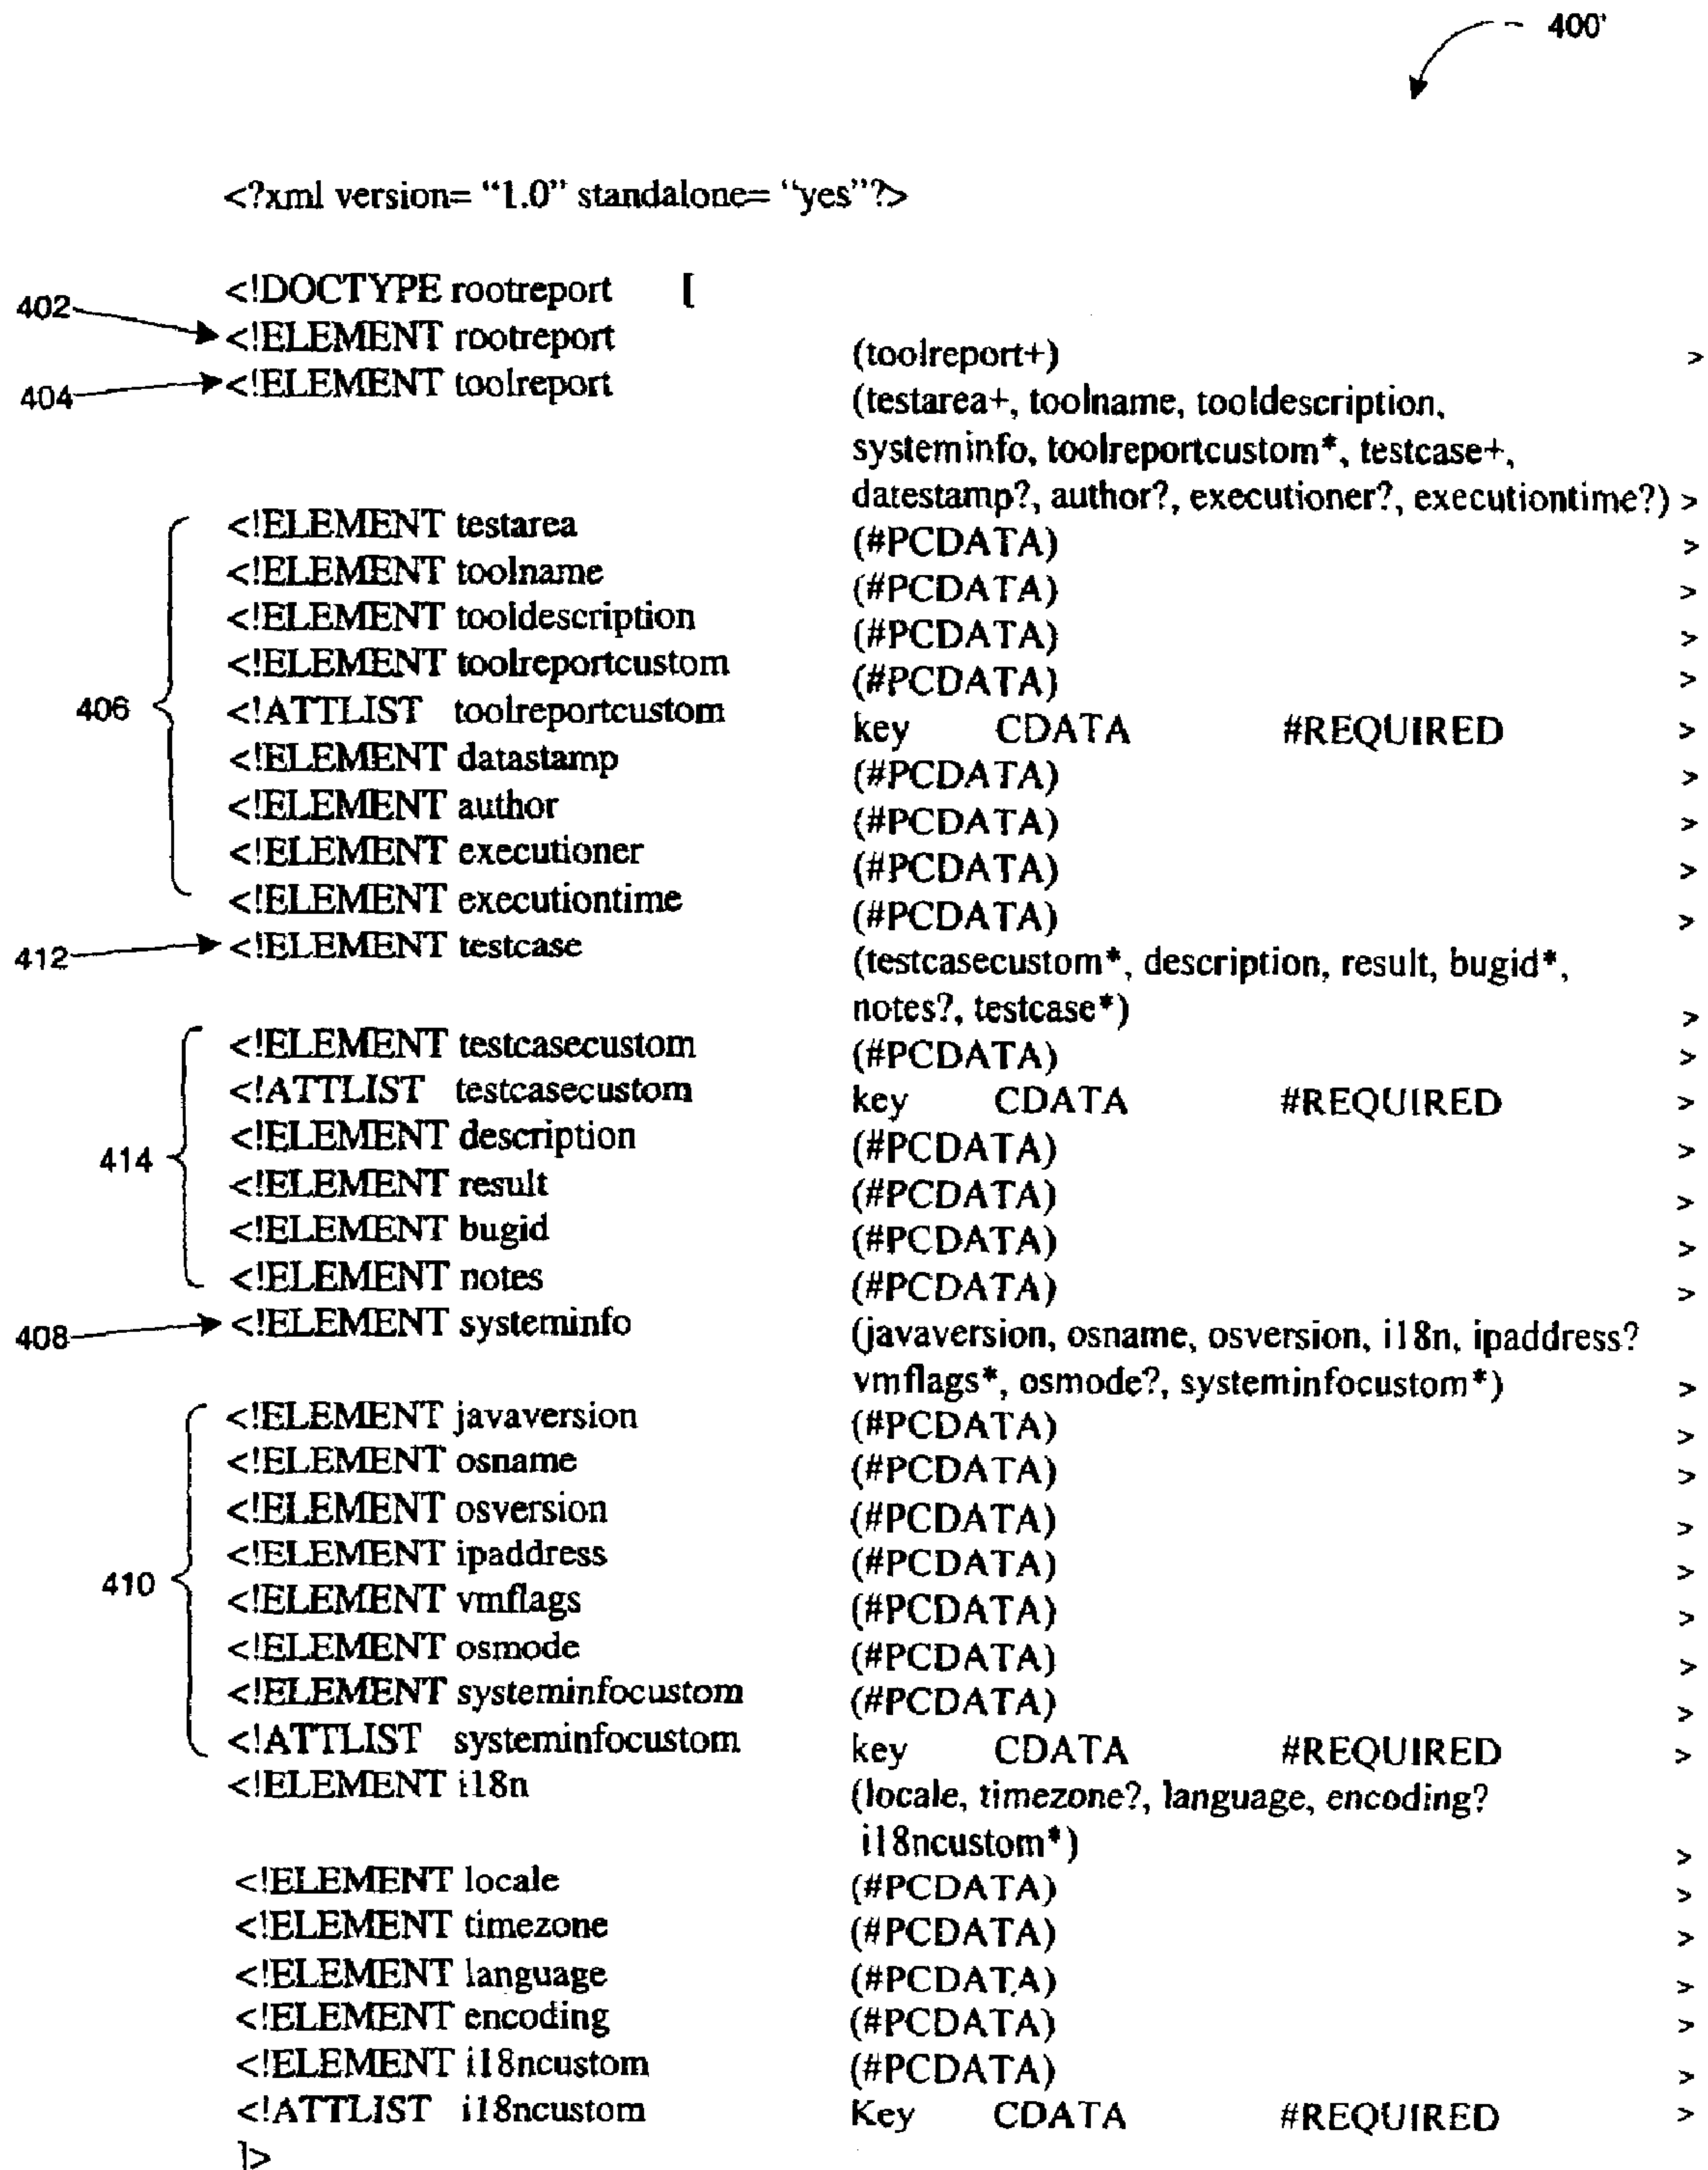 400'
<?xml version= “1.0” standalone= “yes”?>
<!DOCTYPE rootreport [
402 <!ELEMENT rootreport (toolreport+) >
404 <!ELEMENT toolreport (testarea+, toolname, tooldescription,
systeminfo, toolreportcustom*, testcase+,
datestamp?, author?, executioner?, executiontime?) >
<!ELEMENT testarea (#PCDATA) >
<!ELEMENT toolname (#PCDATA) >
<!ELEMENT tooldescription (#PCDATA) >
<!ELEMENT toolreportcustom (#PCDATA) >
406 <!ATTLIST toolreportcustom key CDATA #REQUIRED >
<!ELEMENT datastamp (#PCDATA) >
<!ELEMENT author (#PCDATA) >
<!ELEMENT executioner (#PCDATA) >
<!ELEMENT executiontime (#PCDATA) >
412 <!ELEMENT testcase (testcasecustom*, description, result, bugid*,
notes?, testcase*) >
<!ELEMENT testcasecustom (#PCDATA) >
<!ATTLIST testcasecustom key CDATA #REQUIRED >
414 <!ELEMENT description (#PCDATA) >
<!ELEMENT result (#PCDATA) >
<!ELEMENT bugid (#PCDATA) >
<!ELEMENT notes (#PCDATA) >
408 <!ELEMENT systeminfo (javaversion, osname, osversion, i18n, ipaddress?
vmflags*, osmode?, systeminfocustom*) >
<!ELEMENT javaversion (#PCDATA) >
<!ELEMENT osname (#PCDATA) >
<!ELEMENT osversion (#PCDATA) >
<!ELEMENT ipaddress (#PCDATA) >
410 <!ELEMENT vmflags (#PCDATA) >
<!ELEMENT osmode (#PCDATA) >
<!ELEMENT systeminfocustom (#PCDATA) >
<!ATTLIST systeminfocustom key CDATA #REQUIRED >
<!ELEMENT i18n (locale, timezone?, language, encoding?
i18ncustom*) >
<!ELEMENT locale (#PCDATA) >
<!ELEMENT timezone (#PCDATA) >
<!ELEMENT language (#PCDATA) >
<!ELEMENT encoding (#PCDATA) >
<!ELEMENT i18ncustom (#PCDATA) >
<!ATTLIST i18ncustom Key CDATA #REQUIRED >
]>